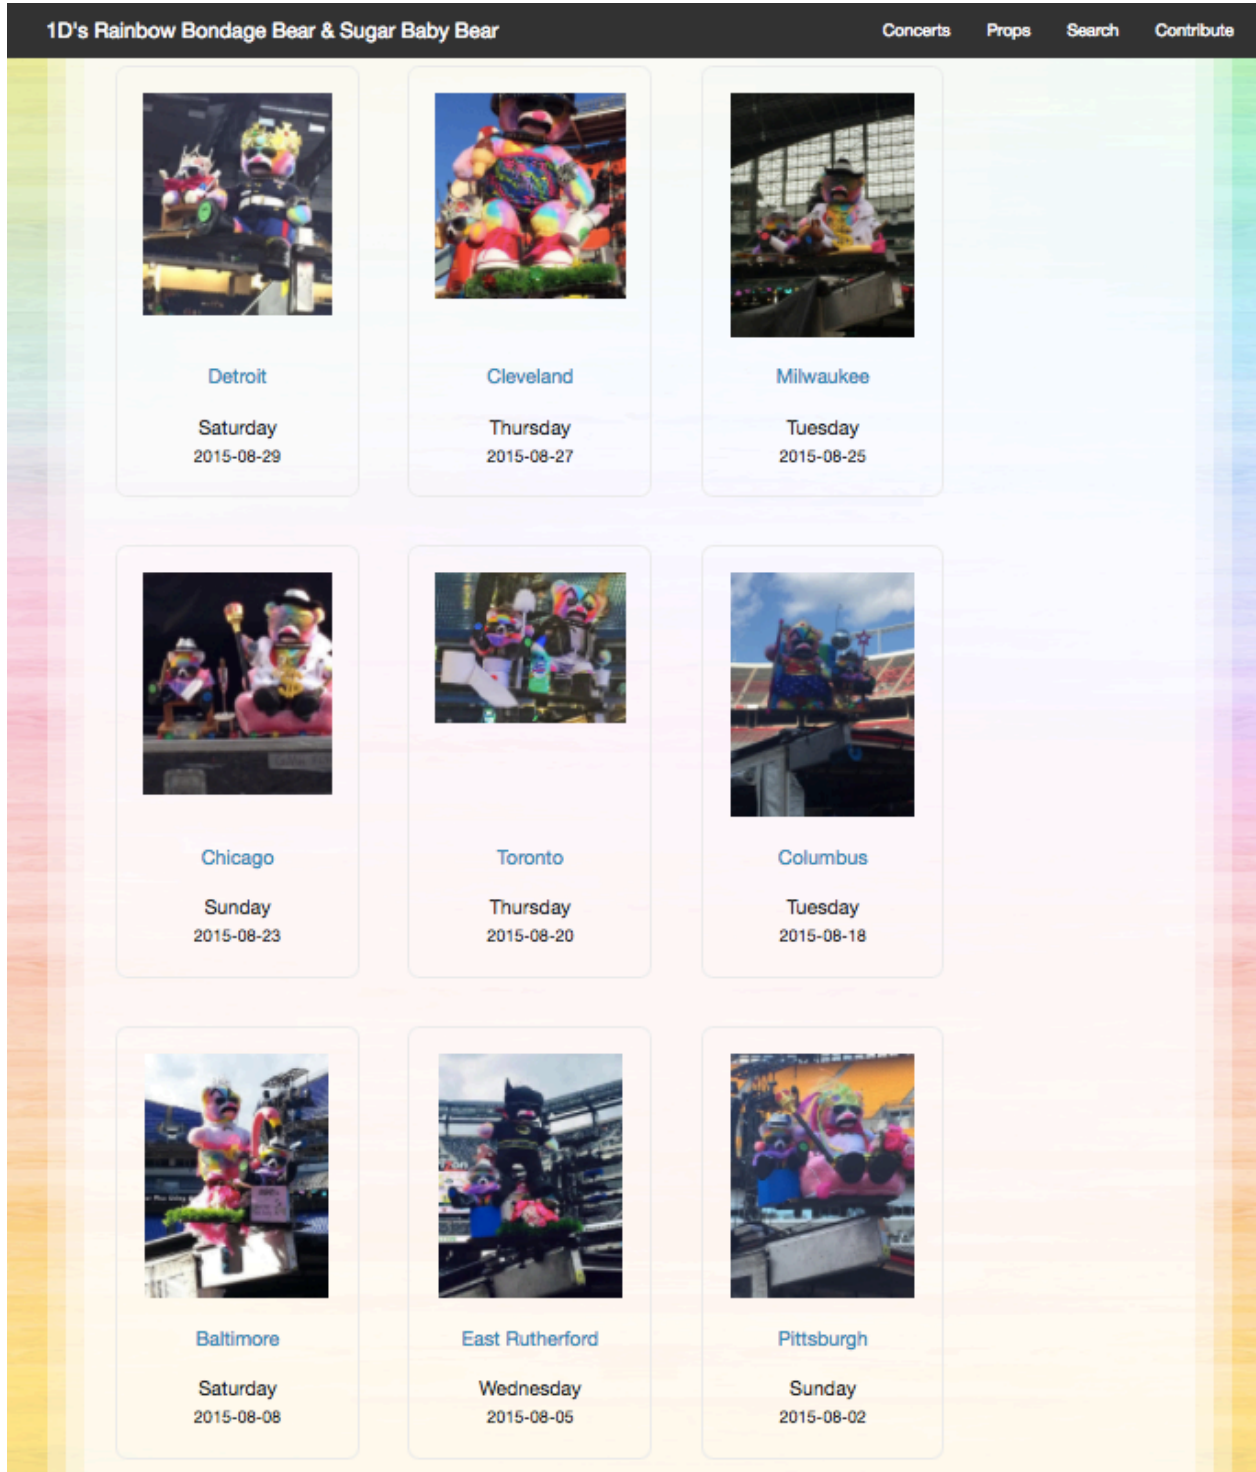 1D's Rainbow Bondage Bear & Sugar Baby Bear
Concerts Props Search Contribute
Detroit
Saturday
2015-08-29
Cleveland
Thursday
2015-08-27
Milwaukee
Tuesday
2015-08-25
Chicago
Sunday
2015-08-23
Toronto
Thursday
2015-08-20
Columbus
Tuesday
2015-08-18
Baltimore
Saturday
2015-08-08
East Rutherford
Wednesday
2015-08-05
Pittsburgh
Sunday
2015-08-02